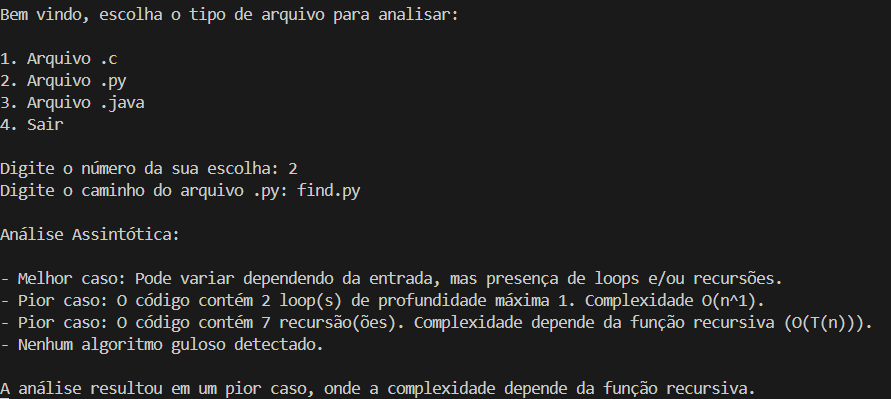 Bem vindo, escolha o tipo de arquivo para analisar:
1. Arquivo .c
2. Arquivo .py
3. Arquivo .java
4. Sair
Digite o número da sua escolha: 2
Digite o caminho do arquivo .py: find.py
Análise Assintótica:
- Melhor caso: Pode variar dependendo da entrada, mas presença de loops e/ou recursões.
- Pior caso: O código contém 2 loop(s) de profundidade máxima 1. Complexidade O(n^1).
- Pior caso: O código contém 7 recursão(ões). Complexidade depende da função recursiva (O(T(n))).
- Nenhum algoritmo guloso detectado.
A análise resultou em um pior caso, onde a complexidade depende da função recursiva.